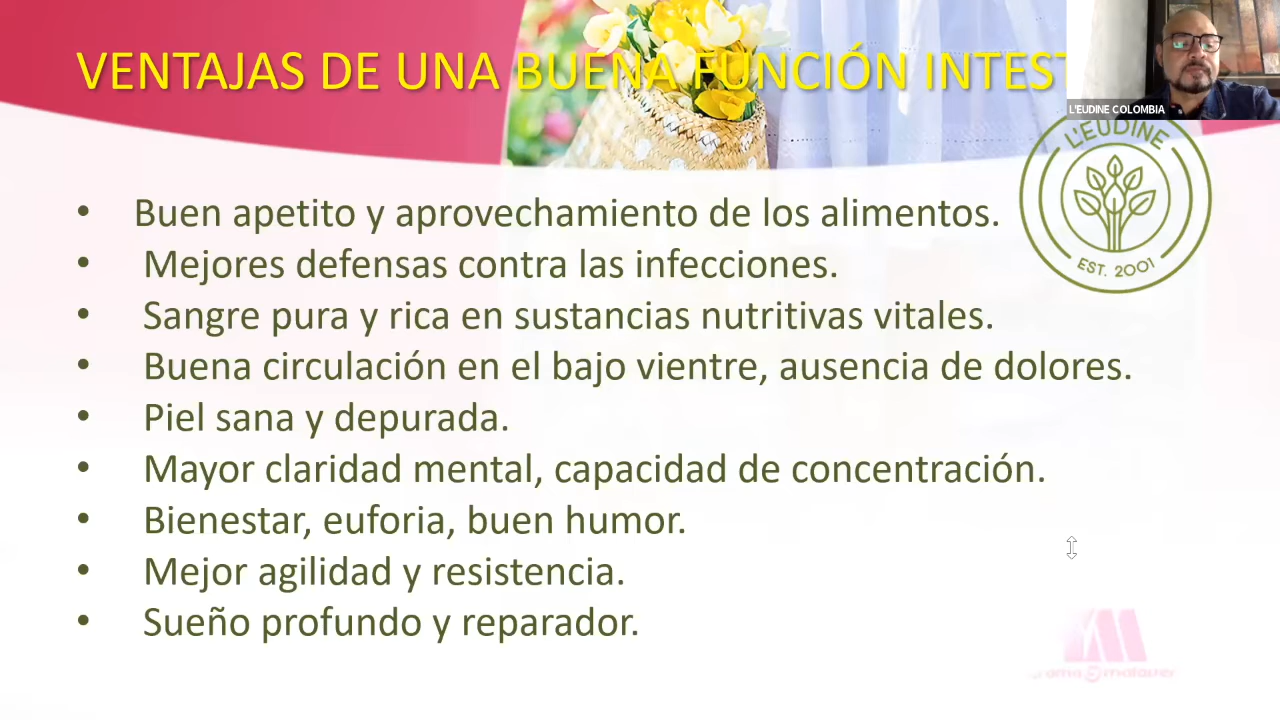 VENTAJAS DE UNA BUENA FUNCIÓN INTEST
L'EUDINE COLOMBIA
L'EUDINE
EST. 2001
• Buen apetito y aprovechamiento de los alimentos.
• Mejores defensas contra las infecciones.
• Sangre pura y rica en sustancias nutritivas vitales.
• Buena circulación en el bajo vientre, ausencia de dolores.
• Piel sana y depurada.
• Mayor claridad mental, capacidad de concentración.
• Bienestar, euforia, buen humor.
• Mejor agilidad y resistencia.
• Sueño profundo y reparador.